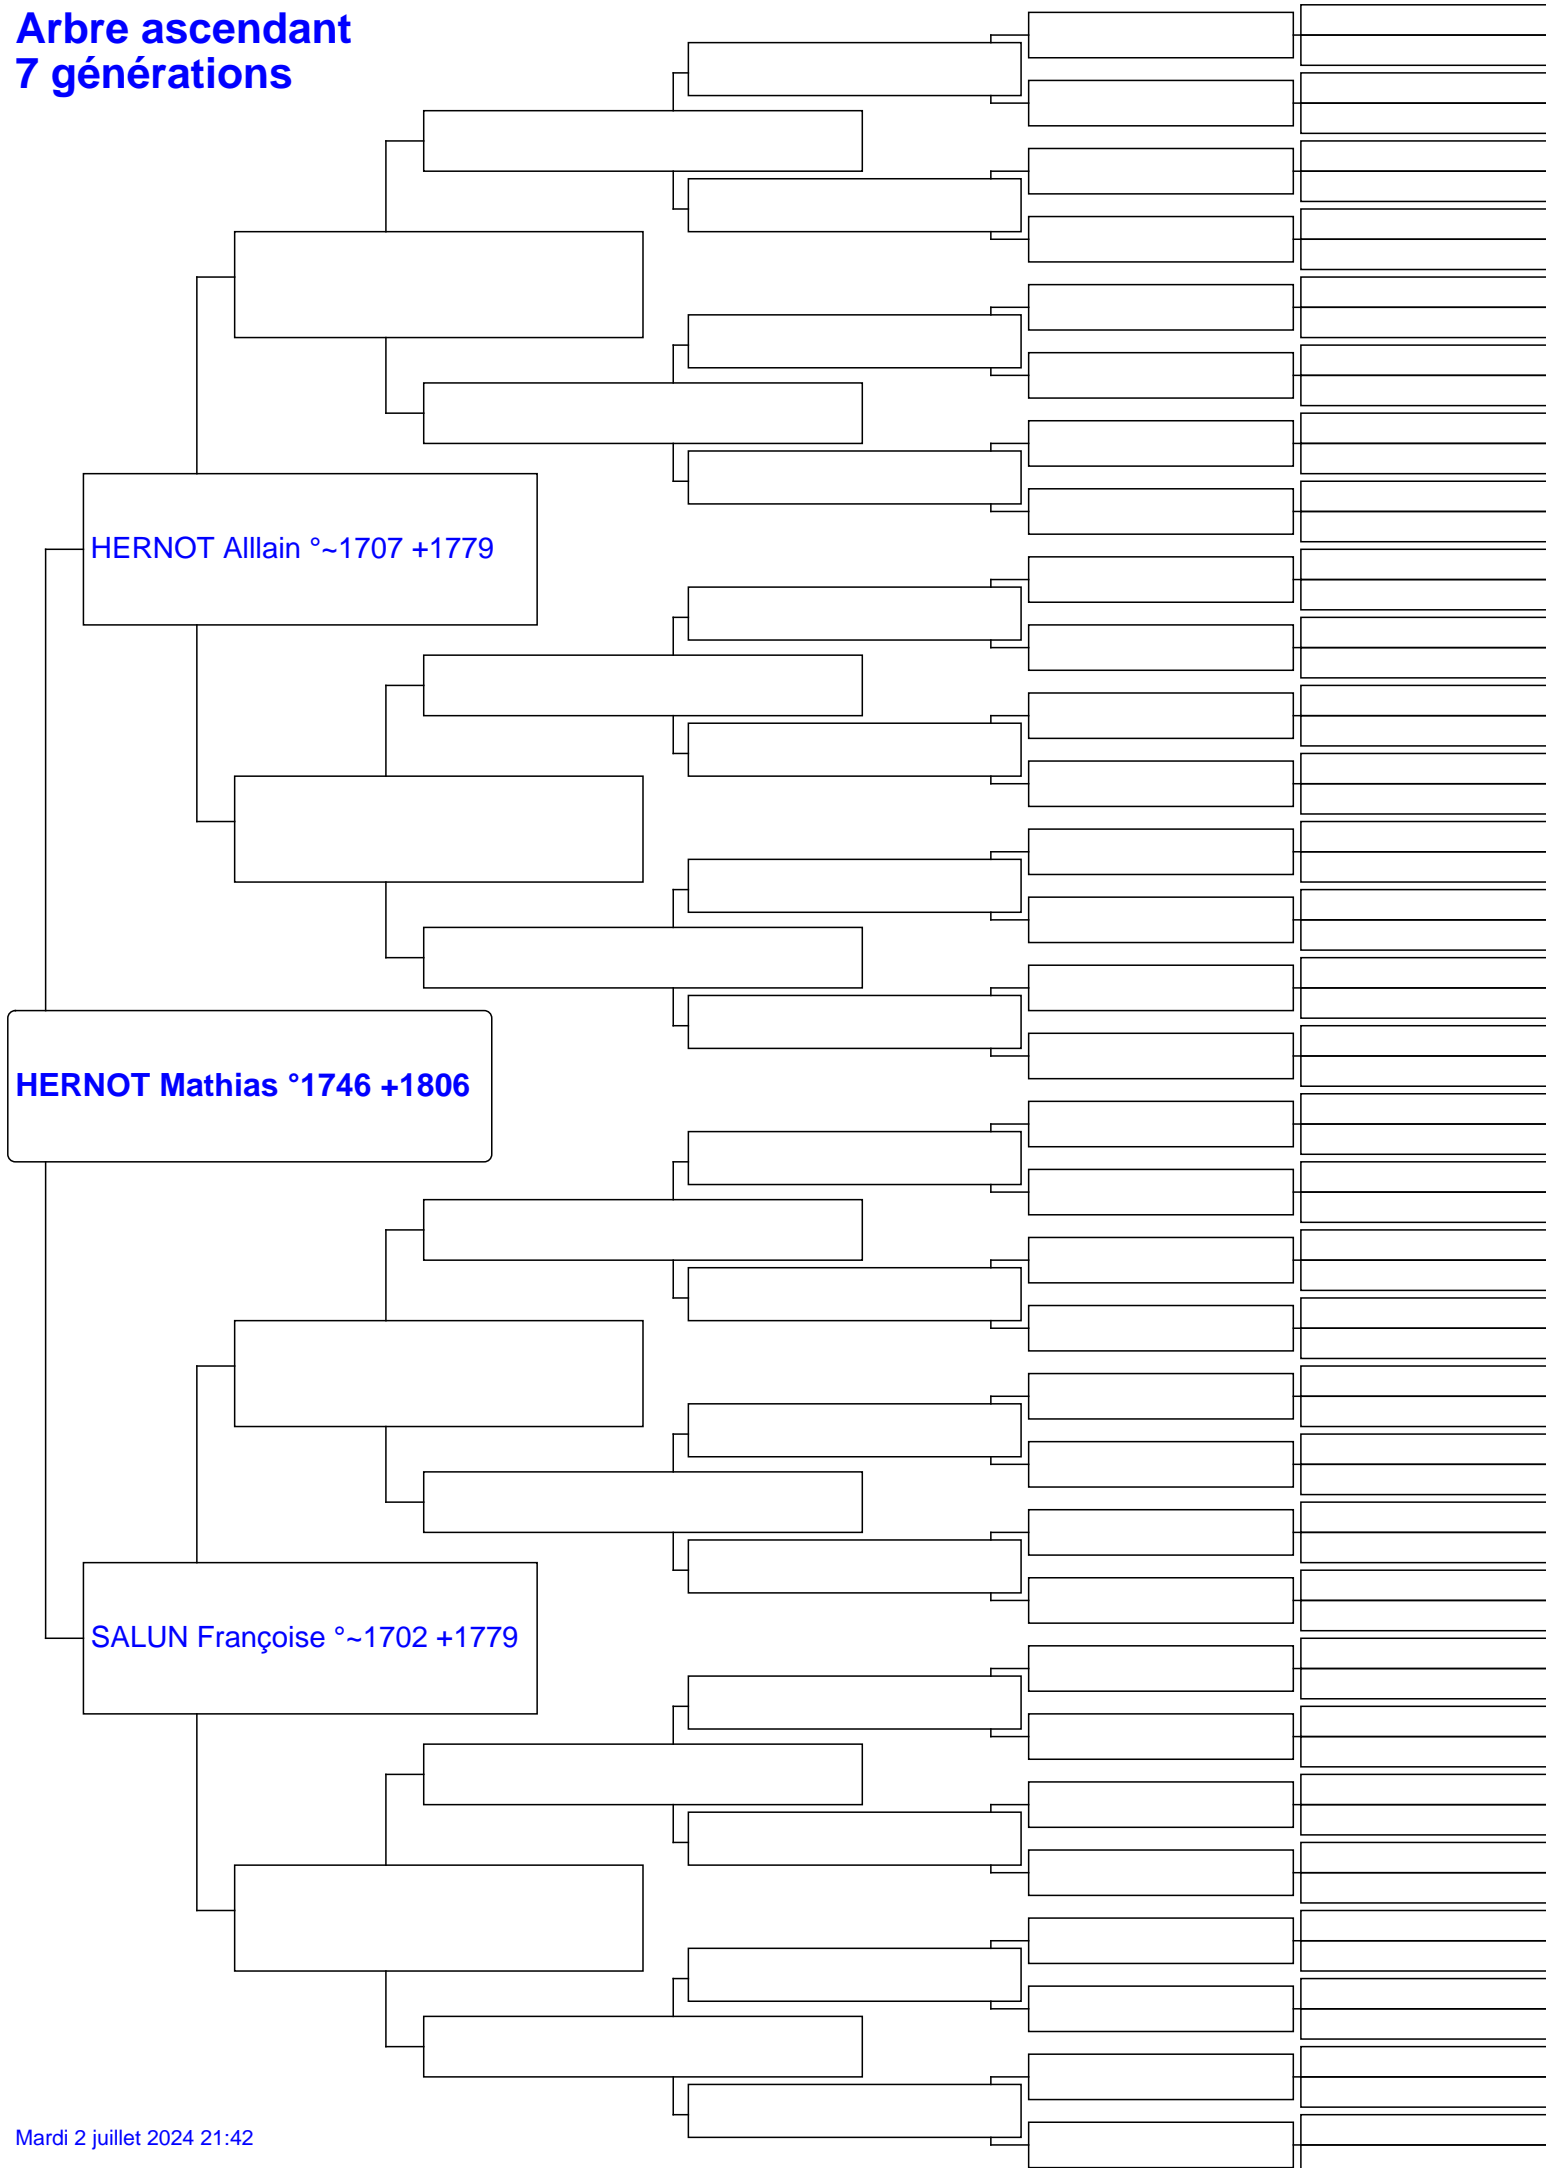 Arbre ascendant
7 générations
HERNOT Alllain °~1707 +1779
HERNOT Mathias °1746 +1806
SALUN Françoise °~1702 +1779
Mardi 2 juillet 2024 21:42